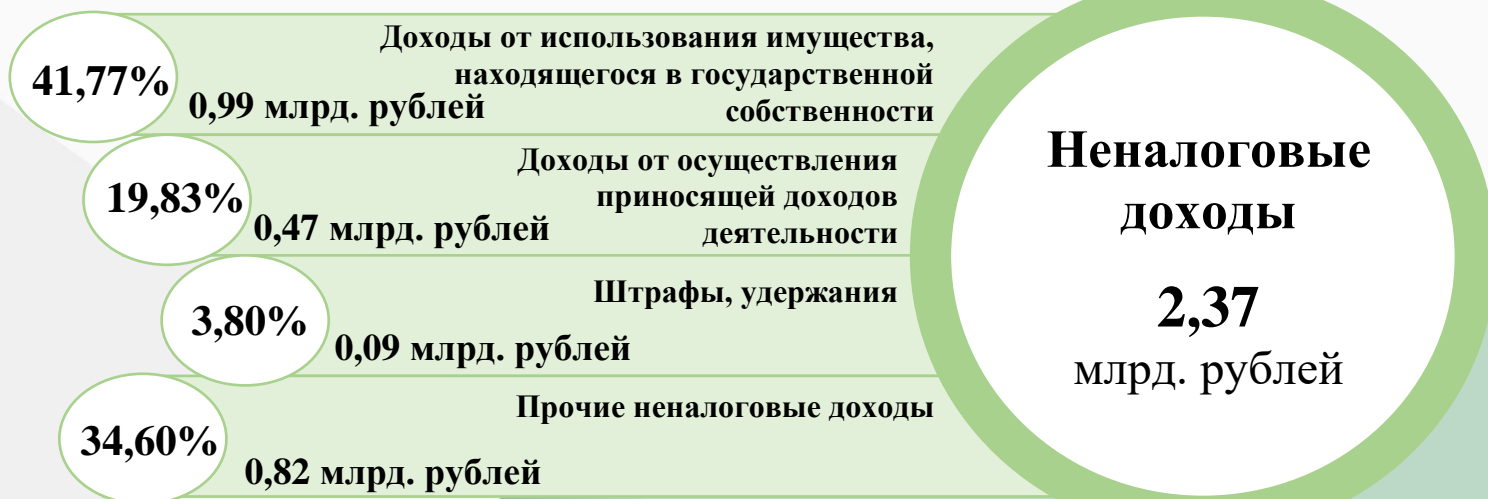 41,77%
Доходы от использования имущества,
находящегося в государственной
собственности
0,99 млрд. рублей
19,83%
Доходы от осуществления
приносящей доходов
деятельности
0,47 млрд. рублей
3,80%
Штрафы, удержания
0,09 млрд. рублей
34,60%
Прочие неналоговые доходы
0,82 млрд. рублей
Неналоговые
доходы
2,37
млрд. рублей